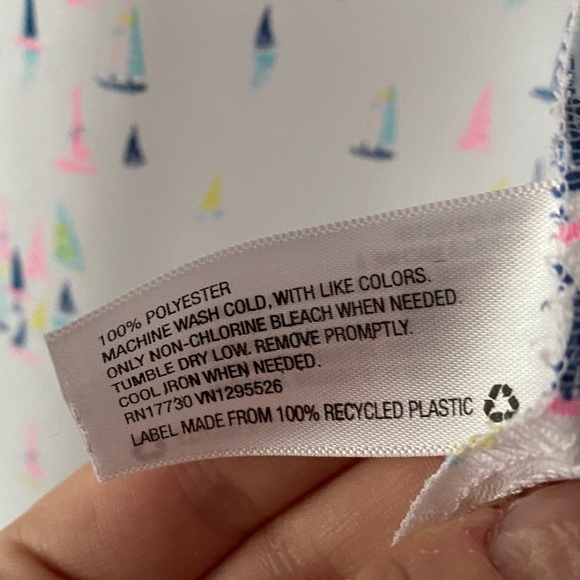 100% POLYESTER
MACHINE WASH COLD, WITH LIKE COLORS.
ONLY NON-CHLORINE BLEACH WHEN NEEDED.
TUMBLE DRY LOW. REMOVE PROMPTLY.
COOL IRON WHEN NEEDED.
RN17730 VN1295526
LABEL MADE FROM 100% RECYCLED PLASTIC